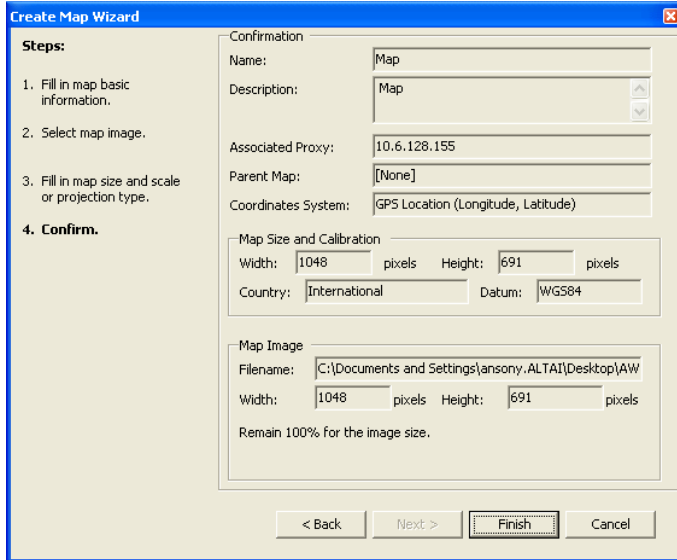 Create Map Wizard
Steps:
1. Fill in map basic
information.
2. Select map image.
3. Fill in map size and scale
or projection type.
4. Confirm.
Confirmation
Name: Map
Description: Map
Associated Proxy: 10.6.128.155
Parent Map: [None]
Coordinates System: GPS Location (Longitude, Latitude)
Map Size and Calibration
Width: 1048 pixels Height: 691 pixels
Country: International Datum: WGS84
Map Image
Filename: C:\Documents and Settings\ansony.ALTAI\Desktop\AW
Width: 1048 pixels Height: 691 pixels
Remain 100% for the image size.
< Back Next > Finish Cancel